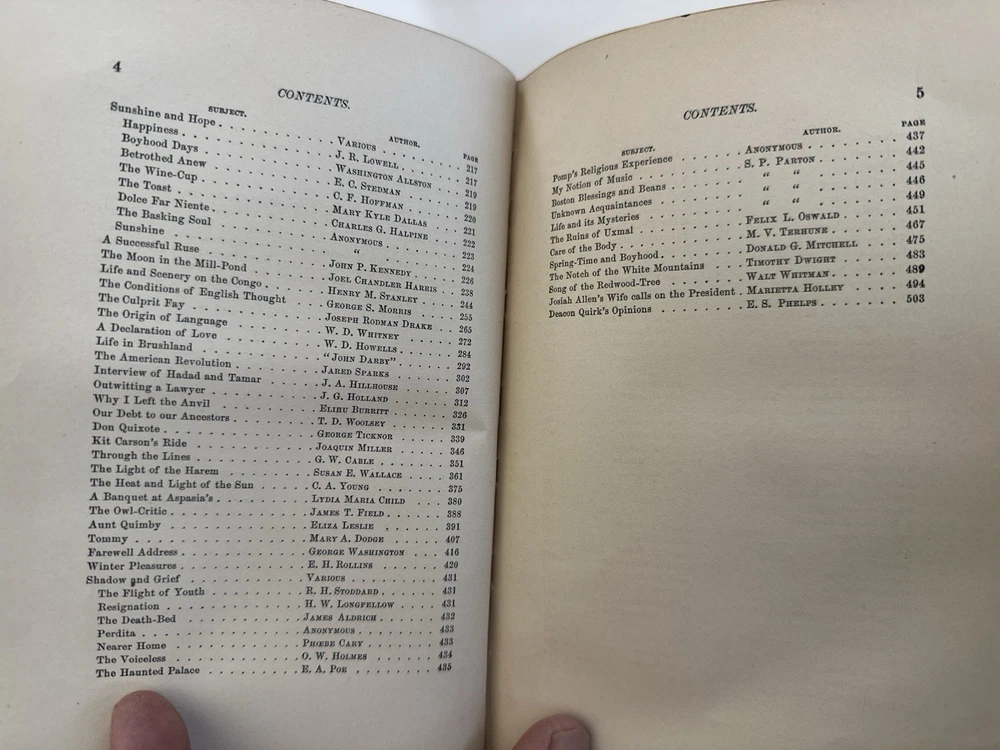 4
CONTENTS.
SUBJECT. AUTHOR. PAGE
Sunshine and Hope . . . . VARIOUS . . . . 217
Happiness . . . . J. R. LOWELL . . . . 217
Boyhood Days . . . . WASHINGTON ALLSTON . . . . 219
Betrothed Anew . . . . E. C. STEDMAN . . . . 219
The Wine-Cup . . . . C. F. HOFFMAN . . . . 220
The Toast . . . . MARY KYLE DALLAS . . . . 221
Dolce Far Niente . . . . CHARLES G. HALPINE . . . . 222
The Basking Soul . . . . ANONYMOUS . . . . 223
Sunshine . . . . " . . . . 224
A Successful Ruse . . . . JOHN P. KENNEDY . . . . 226
The Moon in the Mill-Pond . . . . JOEL CHANDLER HARRIS . . . . 238
Life and Scenery on the Congo . . . . HENRY M. STANLEY . . . . 244
The Conditions of English Thought . . . . GEORGE S. MORRIS . . . . 255
The Culprit Fay . . . . JOSEPH RODMAN DRAKE . . . . 265
The Origin of Language . . . . W. D. WHITNEY . . . . 272
A Declaration of Love . . . . W. D. HOWELLS . . . . 284
Life in Brushland . . . . "JOHN DARBY" . . . . 292
The American Revolution . . . . JARED SPARKS . . . . 302
Interview of Hadad and Tamar . . . . J. A. HILLHOUSE . . . . 307
Outwitting a Lawyer . . . . J. G. HOLLAND . . . . 312
Why I Left the Anvil . . . . ELIHU BURRITT . . . . 326
Our Debt to our Ancestors . . . . T. D. WOOLSEY . . . . 331
Don Quixote . . . . GEORGE TICKNOR . . . . 339
Kit Carson's Ride . . . . JOAQUIN MILLER . . . . 346
Through the Lines . . . . G. W. CABLE . . . . 351
The Light of the Harem . . . . SUSAN E. WALLACE . . . . 361
The Heat and Light of the Sun . . . . C. A. YOUNG . . . . 375
A Banquet at Aspasia's . . . . LYDIA MARIA CHILD . . . . 380
The Owl-Critic . . . . JAMES T. FIELD . . . . 388
Aunt Quimby . . . . ELIZA LESLIE . . . . 391
Tommy . . . . MARY A. DODGE . . . . 407
Farewell Address . . . . GEORGE WASHINGTON . . . . 416
Winter Pleasures . . . . E. H. ROLLINS . . . . 420
Shadow and Grief . . . . VARIOUS . . . . 431
The Flight of Youth . . . . R. H. STODDARD . . . . 431
Resignation . . . . H. W. LONGFELLOW . . . . 431
The Death-Bed . . . . JAMES ALDRICH . . . . 432
Perdita . . . . ANONYMOUS . . . . 433
Nearer Home . . . . PHŒBE CARY . . . . 433
The Voiceless . . . . O. W. HOLMES . . . . 434
The Haunted Palace . . . . E. A. POE . . . . 435
5
CONTENTS.
SUBJECT. AUTHOR. PAGE
Pomp's Religious Experience . . . . ANONYMOUS . . . . 437
My Notion of Music . . . . S. P. PARTON . . . . 442
Boston Blessings and Beans . . . . " " . . . . 445
Unknown Acquaintances . . . . " " . . . . 446
Life and its Mysteries . . . . " " . . . . 449
The Ruins of Uxmal . . . . FELIX L. OSWALD . . . . 451
Care of the Body . . . . M. V. TERHUNE . . . . 467
Spring-Time and Boyhood . . . . DONALD G. MITCHELL . . . . 475
The Notch of the White Mountains . . . . TIMOTHY DWIGHT . . . . 483
Song of the Redwood-Tree . . . . WALT WHITMAN . . . . 489
Josiah Allen's Wife calls on the President . MARIETTA HOLLEY . . . . 494
Deacon Quirk's Opinions . . . . E. S. PHELPS . . . . 503